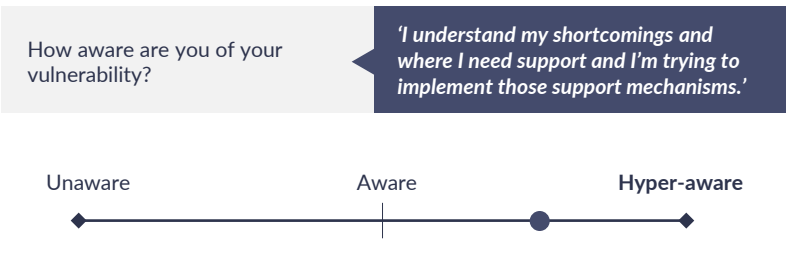 How aware are you of your
vulnerability?
‘I understand my shortcomings and
where I need support and I’m trying to
implement those support mechanisms.’
Unaware
Aware
Hyper-aware